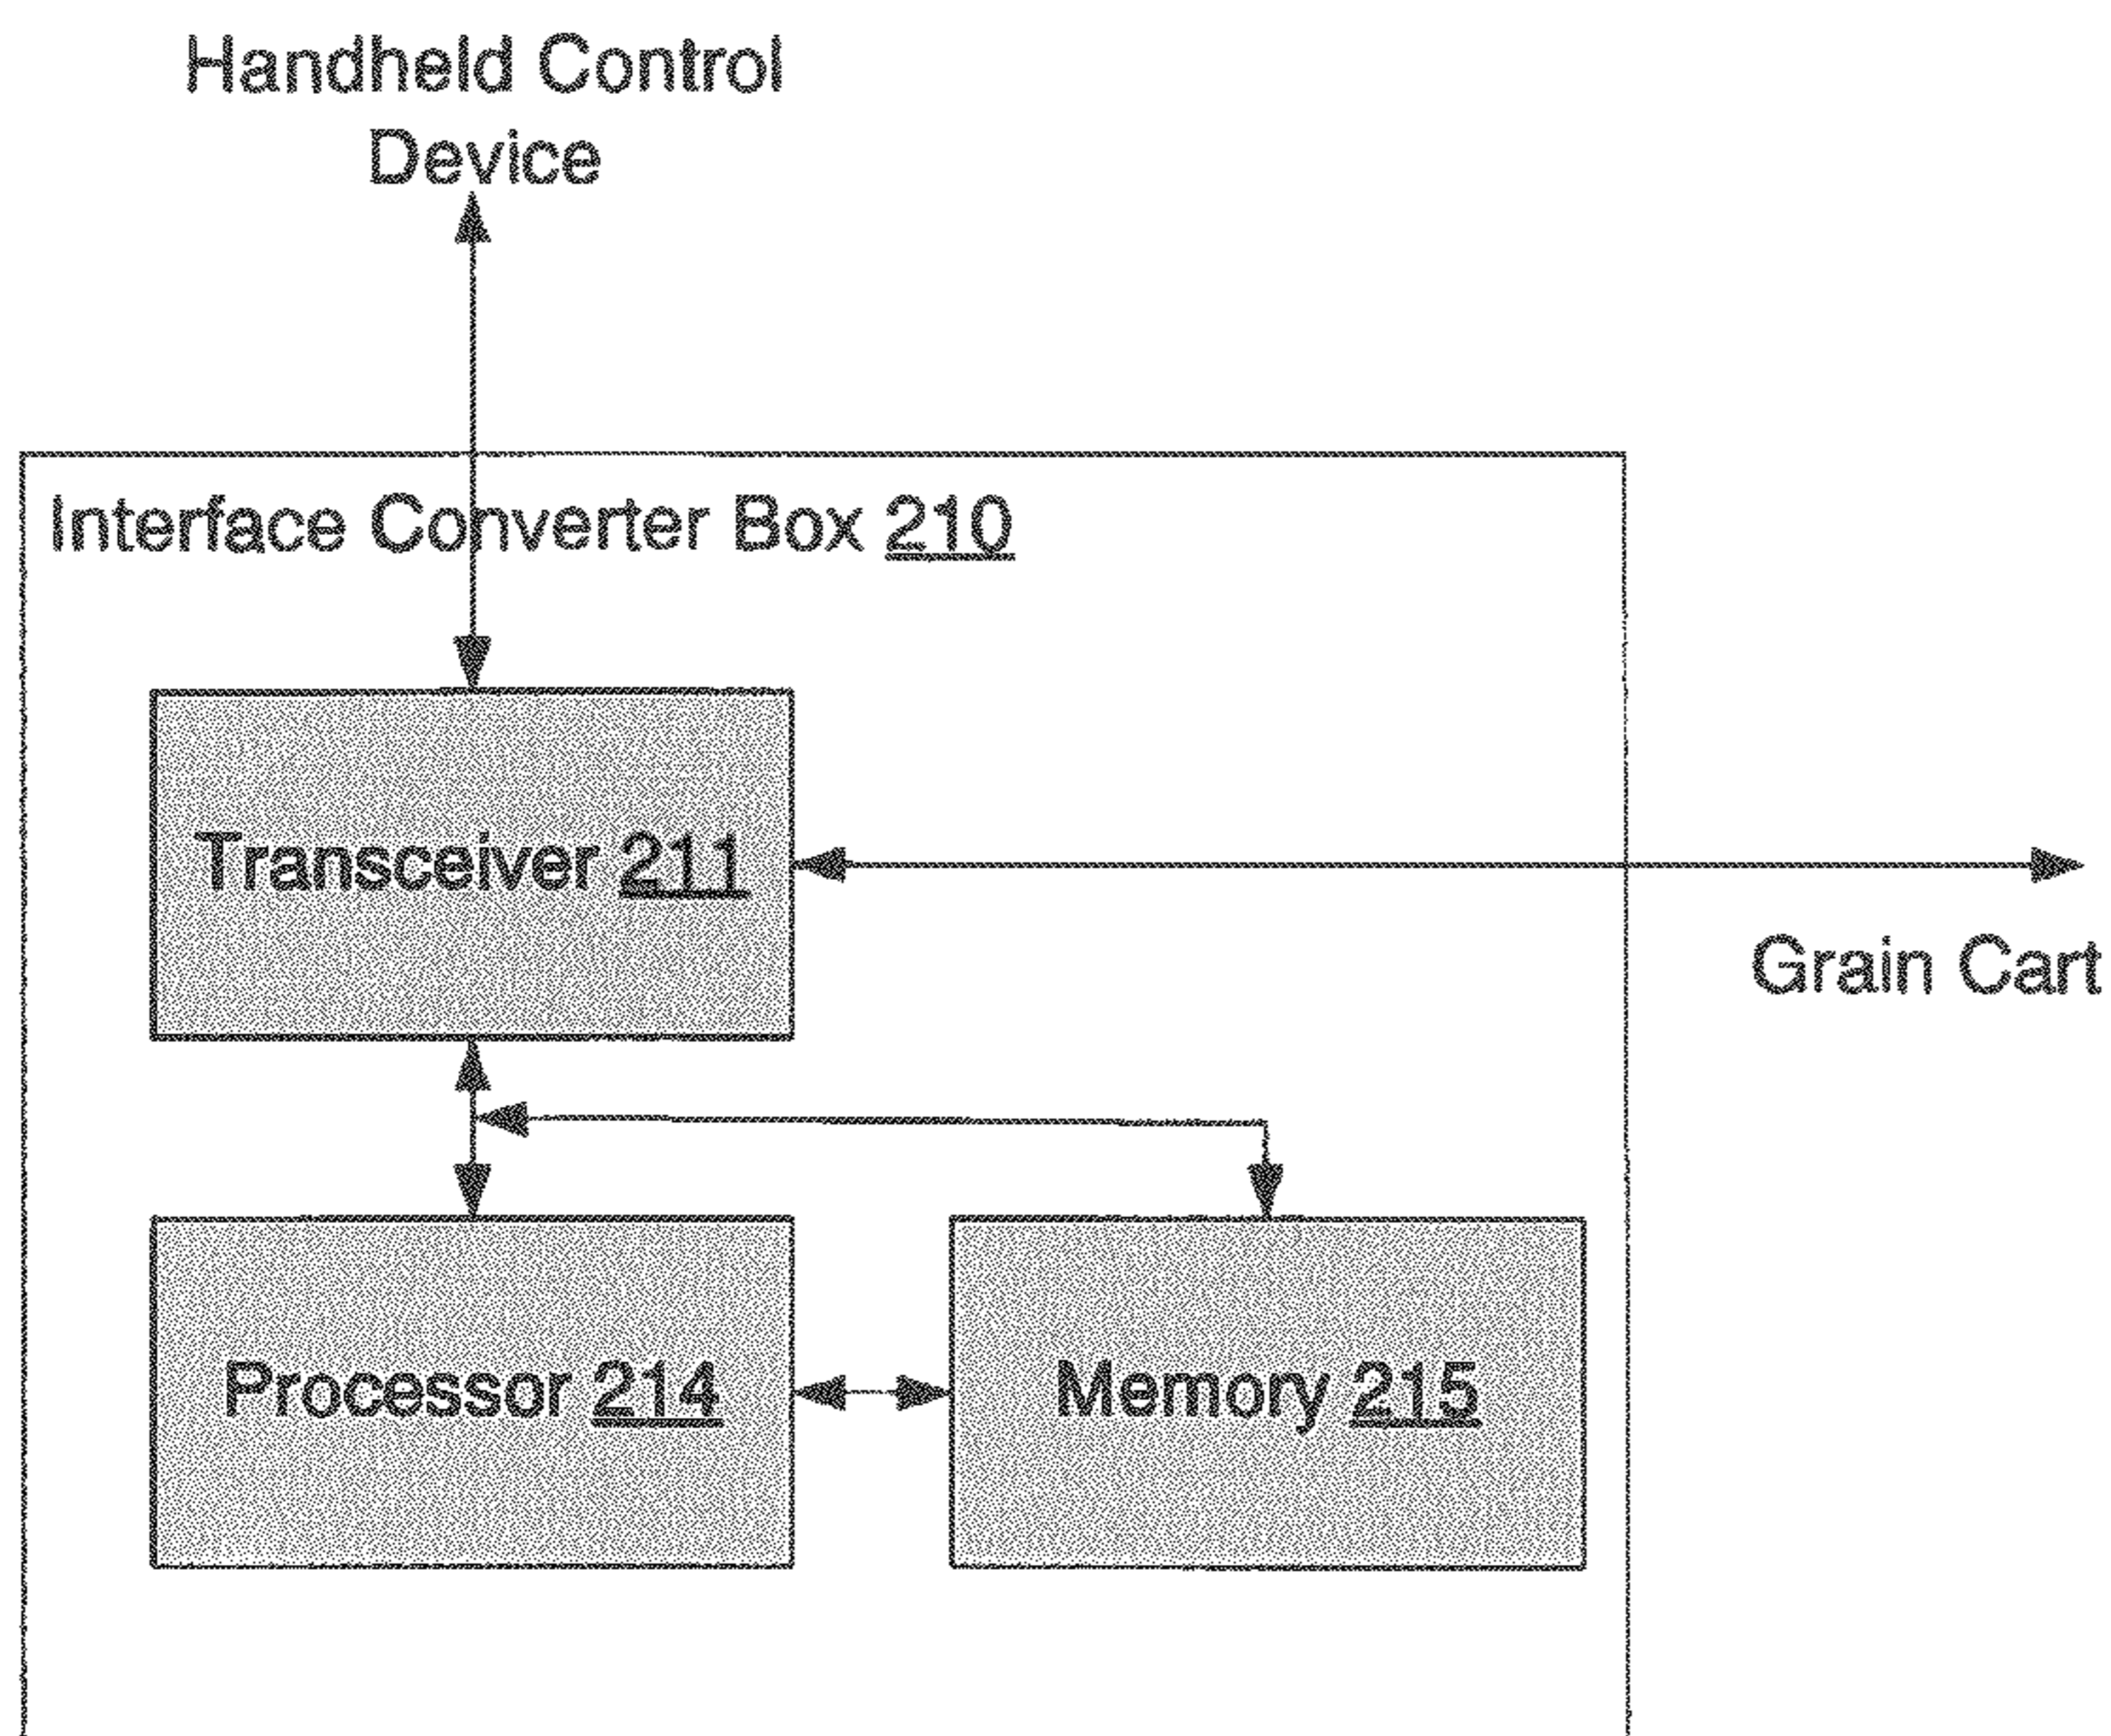 Handheld Control
Device
Interface Converter Box 210
Transceiver 211
Grain Cart
Processor 214
Memory 215